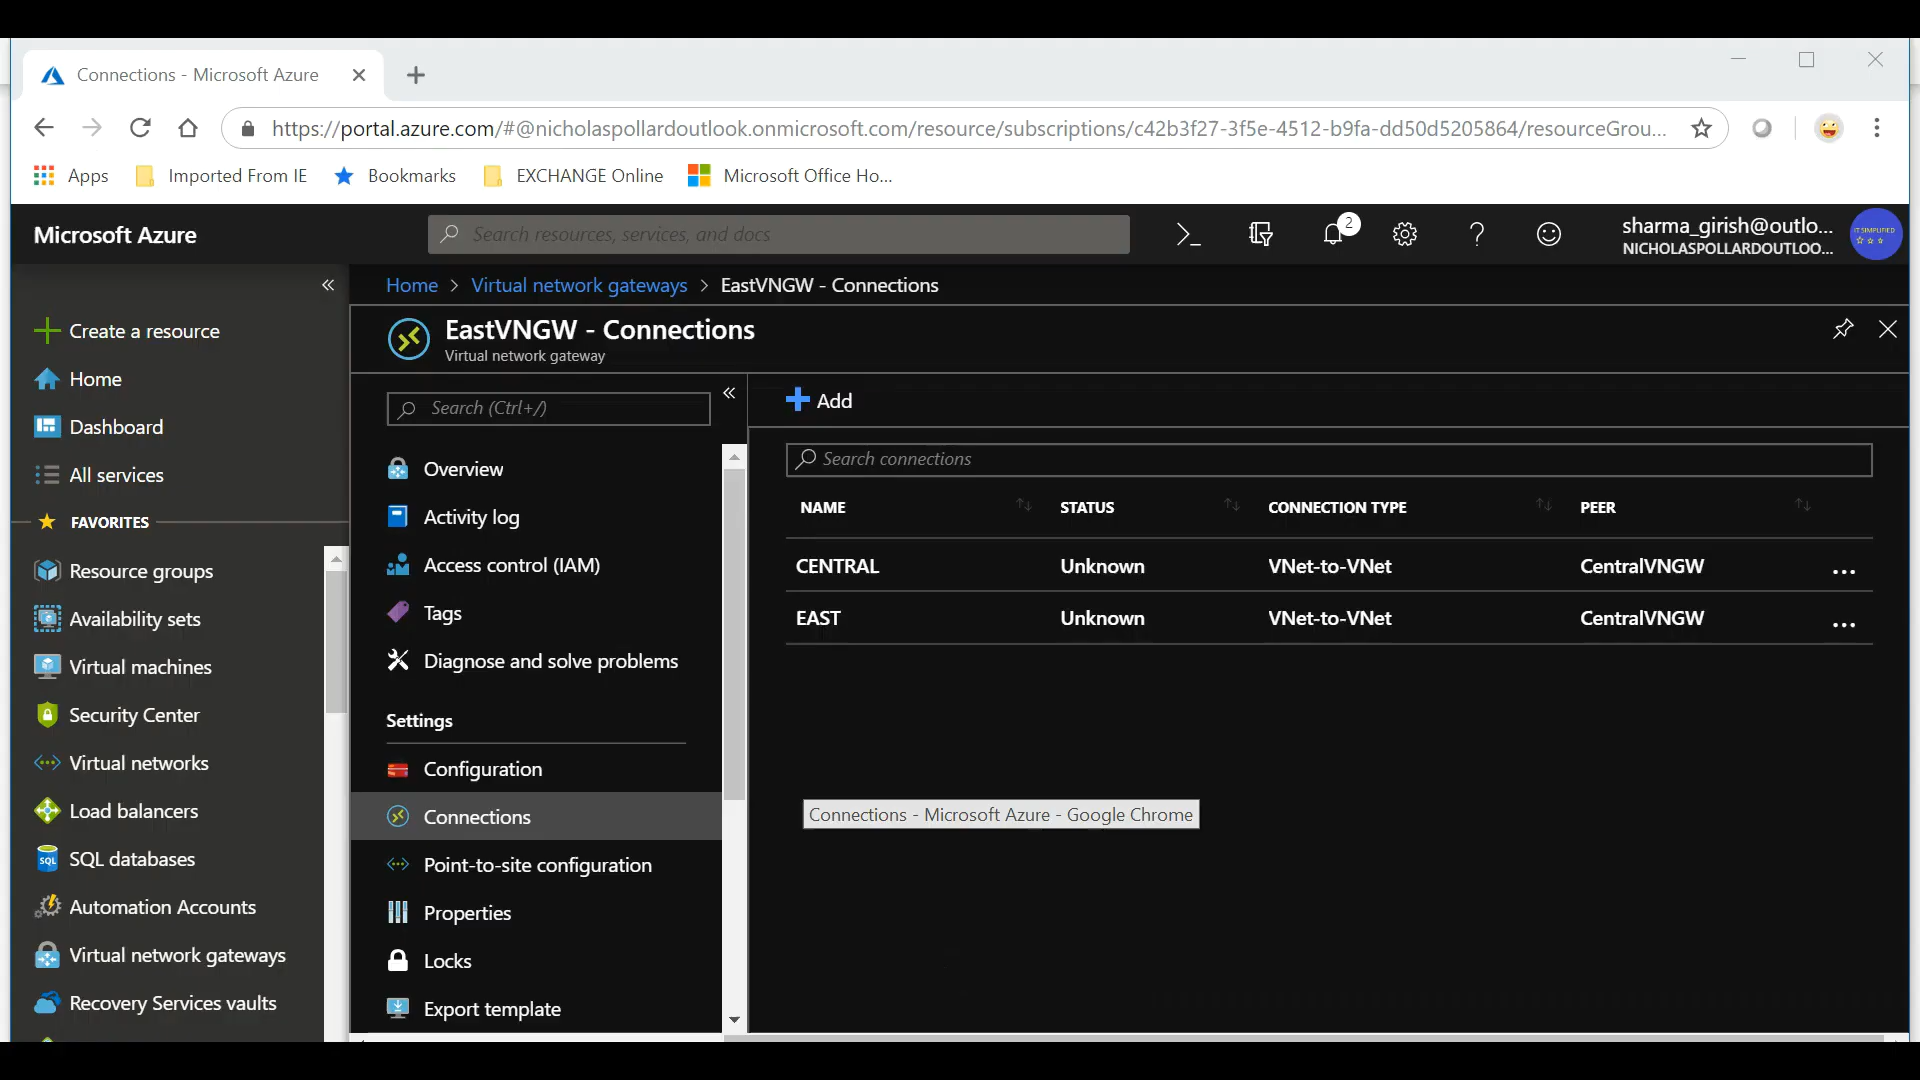 Connections - Microsoft Azure
https://portal.azure.com/#@nicholaspollardoutlook.onmicrosoft.com/resource/subscriptions/c42b3f27-3f5e-4512-b9fa-dd50d5205864/resourceGrou...
Apps Imported From IE Bookmarks EXCHANGE Online Microsoft Office Ho...
Microsoft Azure
Search resources, services, and docs
2
sharma_girish@outlo...
NICHOLASPOLLARDOUTLOO...
IT SIMPLIFIED
Home > Virtual network gateways > EastVNGW - Connections
EastVNGW - Connections
Virtual network gateway
Create a resource
Home
Dashboard
All services
FAVORITES
Resource groups
Availability sets
Virtual machines
Security Center
Virtual networks
Load balancers
SQL
SQL databases
Automation Accounts
Virtual network gateways
Recovery Services vaults
Search (Ctrl+/)
Overview
Activity log
Access control (IAM)
Tags
Diagnose and solve problems
Settings
Configuration
Connections
Point-to-site configuration
Properties
Locks
Export template
Add
Search connections
NAME STATUS CONNECTION TYPE PEER
CENTRAL Unknown VNet-to-VNet CentralVNGW ...
EAST Unknown VNet-to-VNet CentralVNGW ...
Connections - Microsoft Azure - Google Chrome